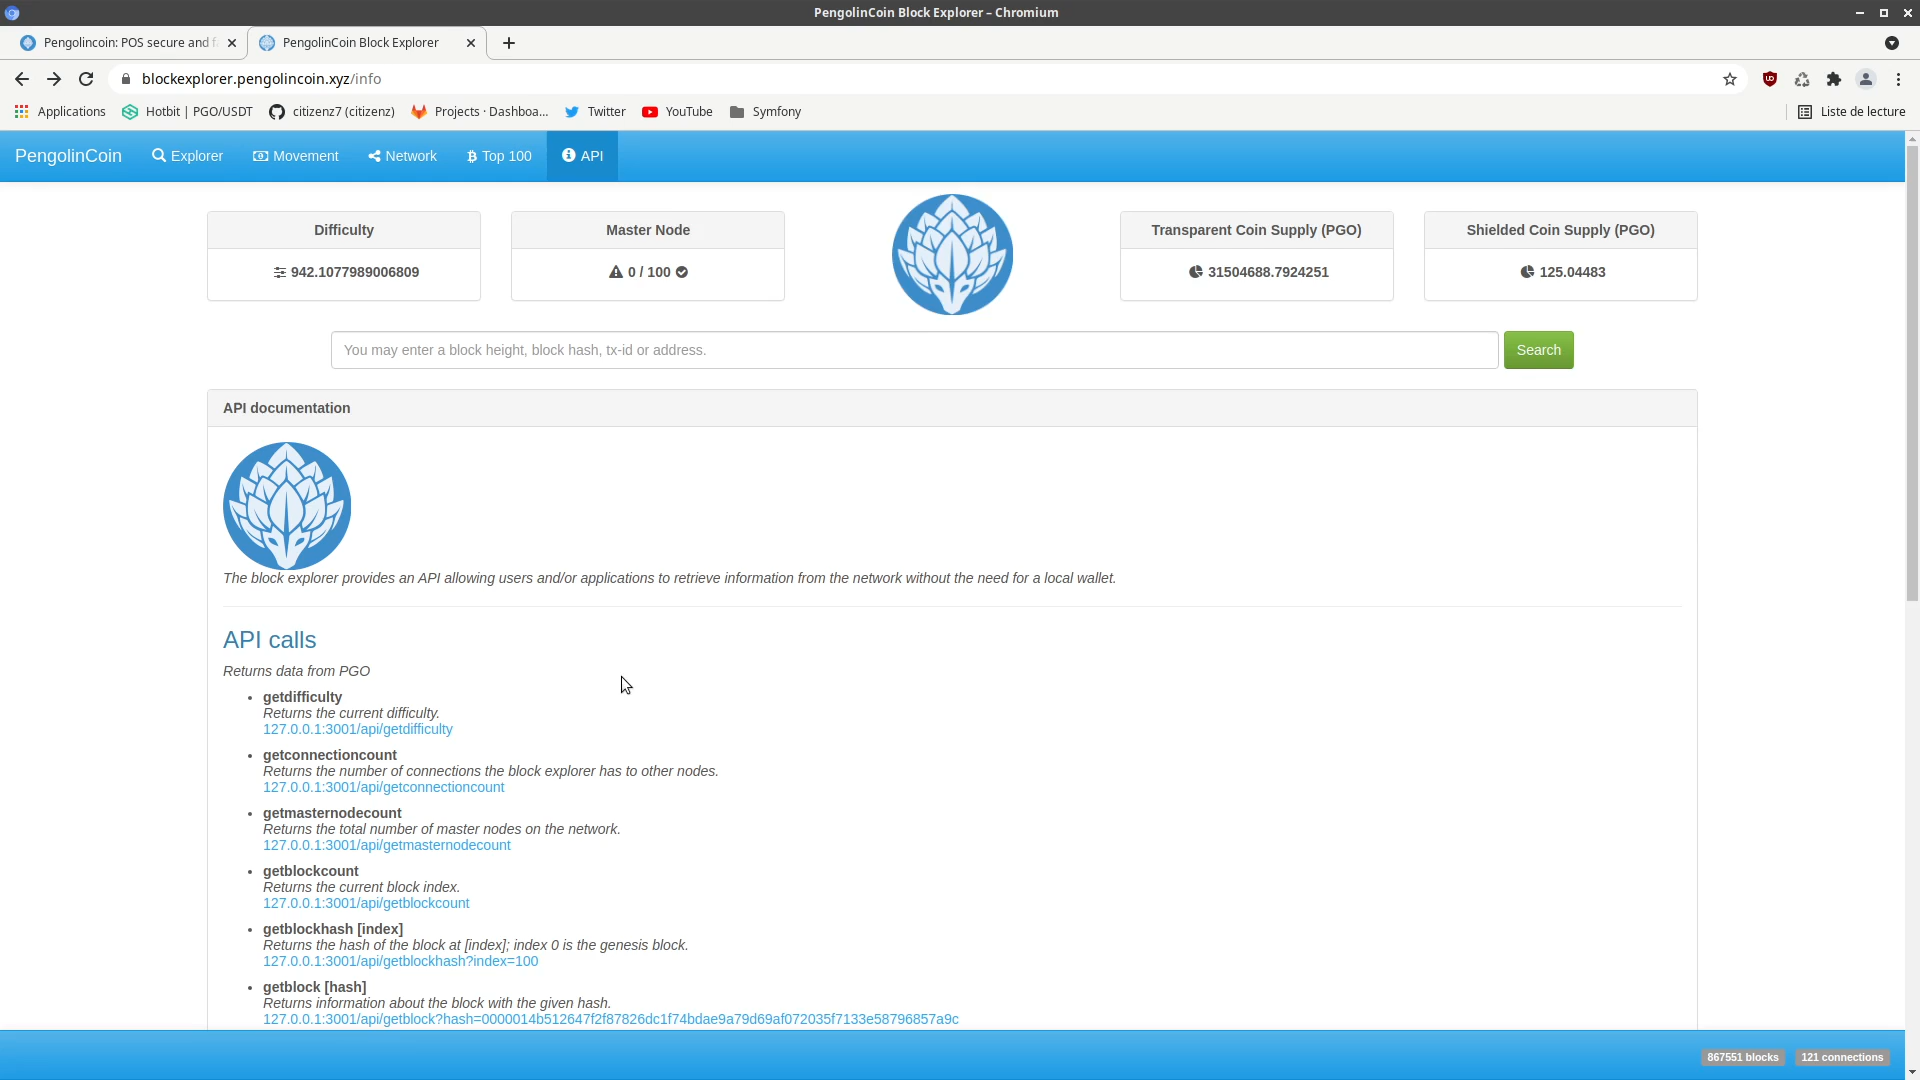 PengolinCoin Block Explorer – Chromium
Pengolincoin: POS secure and fa
PengolinCoin Block Explorer
blockexplorer.pengolincoin.xyz/info
Applications
Hotbit | PGO/USDT
citizenz7 (citizenz)
Projects · Dashboa...
Twitter
YouTube
Symfony
Liste de lecture
PengolinCoin
Explorer
Movement
Network
Top 100
API
Difficulty
942.1077989006809
Master Node
0 / 100
Transparent Coin Supply (PGO)
31504688.7924251
Shielded Coin Supply (PGO)
125.04483
You may enter a block height, block hash, tx-id or address.
Search
API documentation
The block explorer provides an API allowing users and/or applications to retrieve information from the network without the need for a local wallet.
API calls
Returns data from PGO
getdifficulty
Returns the current difficulty.
127.0.0.1:3001/api/getdifficulty
getconnectioncount
Returns the number of connections the block explorer has to other nodes.
127.0.0.1:3001/api/getconnectioncount
getmasternodecount
Returns the total number of master nodes on the network.
127.0.0.1:3001/api/getmasternodecount
getblockcount
Returns the current block index.
127.0.0.1:3001/api/getblockcount
getblockhash [index]
Returns the hash of the block at [index]; index 0 is the genesis block.
127.0.0.1:3001/api/getblockhash?index=100
getblock [hash]
Returns information about the block with the given hash.
127.0.0.1:3001/api/getblock?hash=0000014b512647f2f87826dc1f74bdae9a79d69af072035f7133e58796857a9c
867551 blocks
121 connections